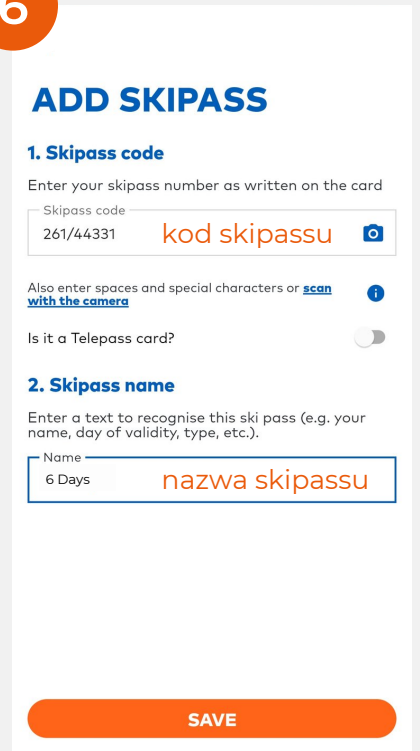 6
ADD SKIPASS
1. Skipass code
Enter your skipass number as written on the card
Skipass code
261/44331 kod skipassu
Also enter spaces and special characters or scan
with the camera
Is it a Telepass card?
2. Skipass name
Enter a text to recognise this ski pass (e.g. your
name, day of validity, type, etc.).
Name
6 Days nazwa skipassu
SAVE